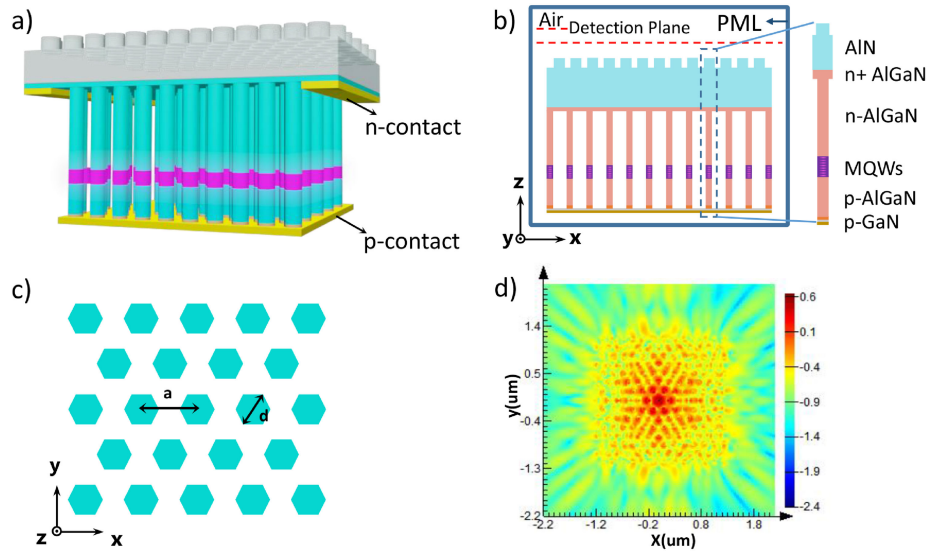 a)
n-contact
p-contact
b)
Air
Detection Plane
PML
z
y
x
AlN
n+ AlGaN
n-AlGaN
MQWs
p-AlGaN
p-GaN
c)
a
d
y
z
x
d)
y(um)
1.4
0.5
-0.4
-1.3
-2.2
-2.2
-1.2
-0.2
0.8
1.8
X(um)
0.6
0.1
-0.4
-0.9
-1.4
-1.9
-2.4